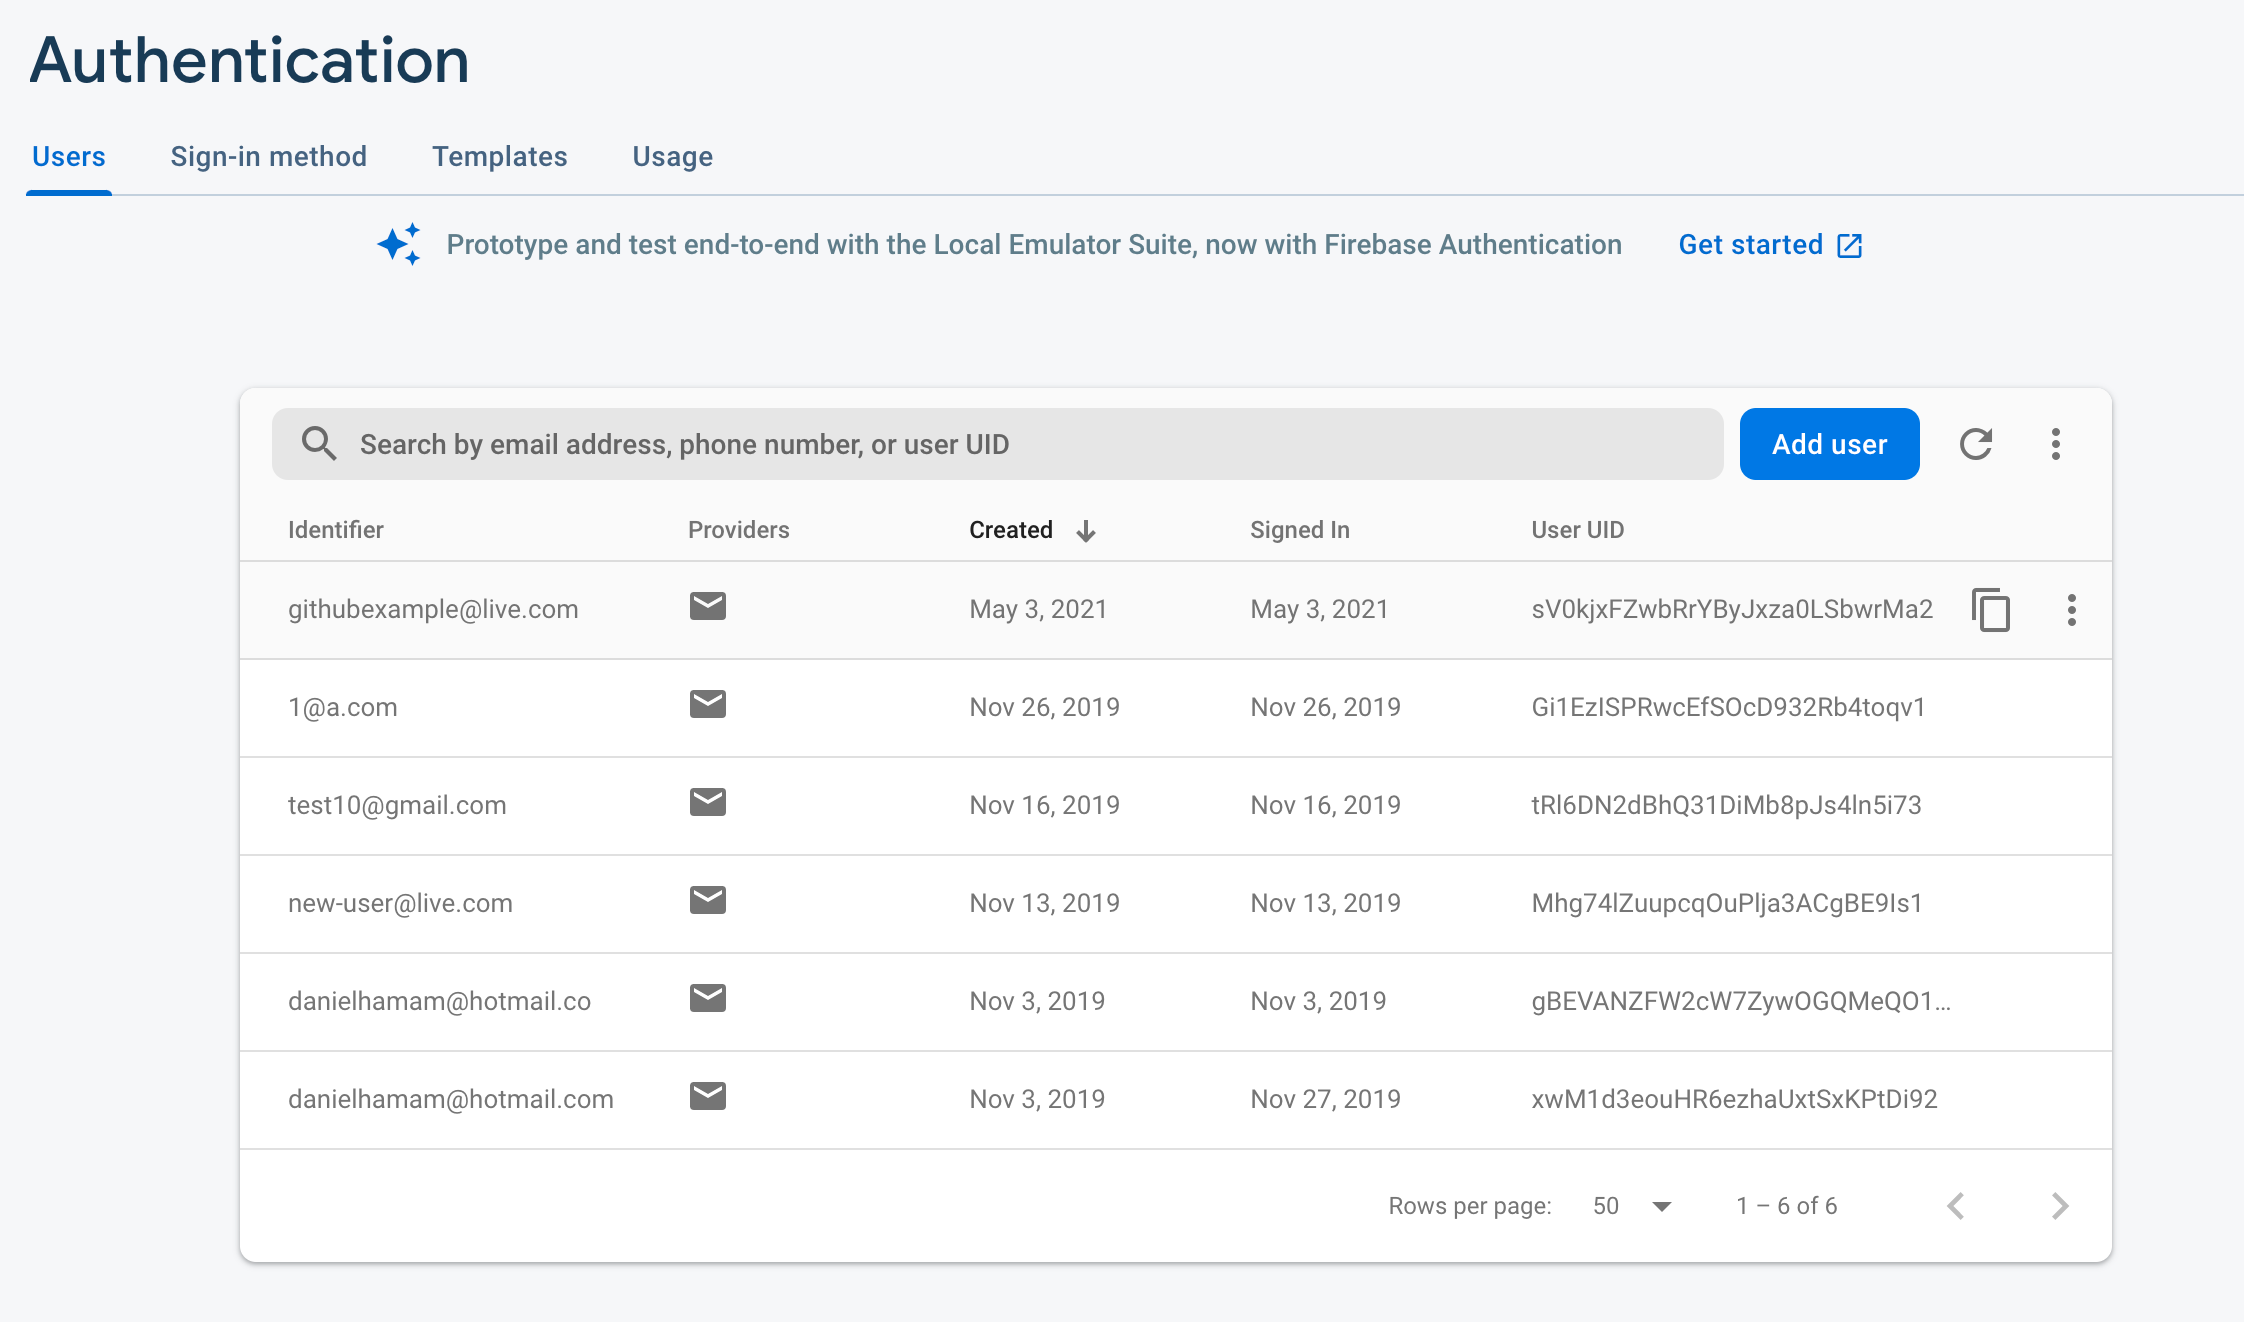 Authentication
Users Sign-in method Templates Usage
Prototype and test end-to-end with the Local Emulator Suite, now with Firebase Authentication Get started
Search by email address, phone number, or user UID Add user
Identifier Providers Created Signed In User UID
githubexample@live.com May 3, 2021 May 3, 2021 sV0kjxFZwbRrYByJxza0LSbwrMa2
1@a.com Nov 26, 2019 Nov 26, 2019 Gi1EzISPRwcEfSOcD932Rb4toqv1
test10@gmail.com Nov 16, 2019 Nov 16, 2019 tRl6DN2dBhQ31DiMb8pJs4ln5i73
new-user@live.com Nov 13, 2019 Nov 13, 2019 Mhg74lZuupcqOuPlja3ACgBE9Is1
danielhamam@hotmail.co Nov 3, 2019 Nov 3, 2019 gBEVANZFW2cW7ZywOGQMeQO1...
danielhamam@hotmail.com Nov 3, 2019 Nov 27, 2019 xwM1d3eouHR6ezhaUxtSxKPtDi92
Rows per page: 50 1 – 6 of 6